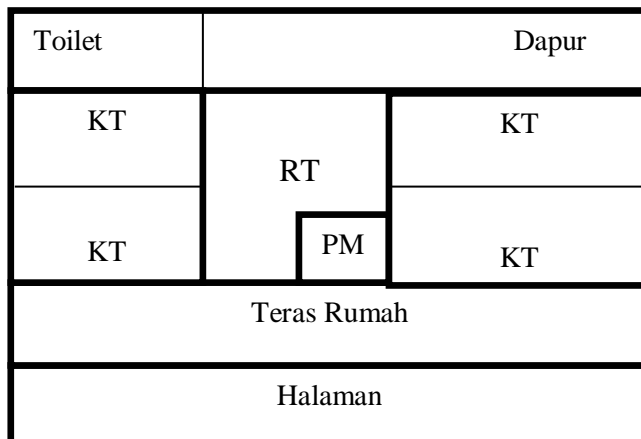 Toilet Dapur
KT KT
RT
KT PM KT
Teras Rumah
Halaman